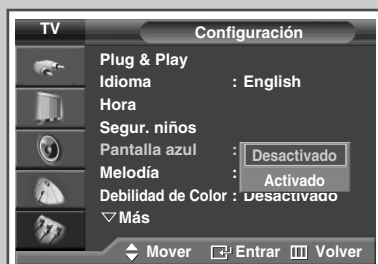 TV
Configuración
Plug & Play
Idioma : English
Hora
Segur. niños
Pantalla azul : Desactivado
Activado
Melodía :
Debilidad de Color : Desactivado
▽Más
Mover Entrar Volver